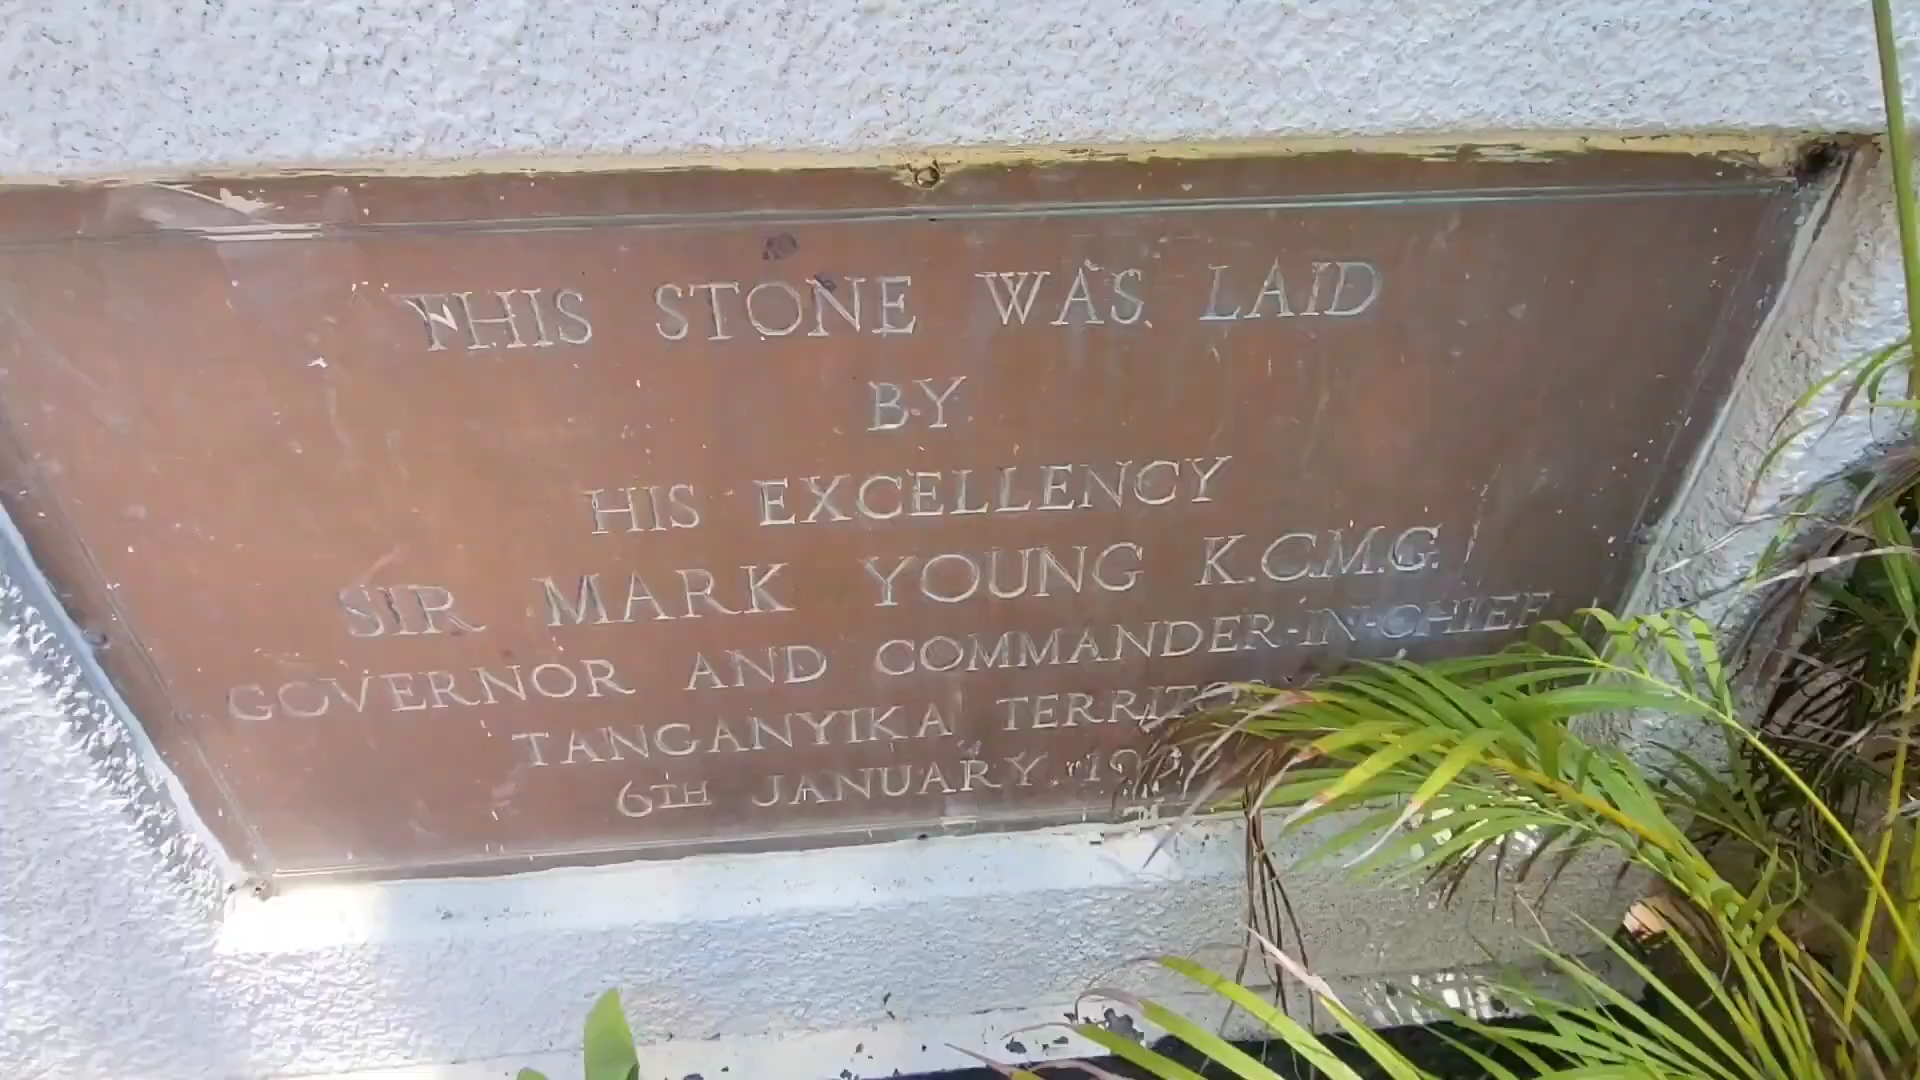 THIS STONE WAS LAID
BY
HIS EXCELLENCY
SIR MARK YOUNG K.C.M.G.
GOVERNOR AND COMMANDER-IN-CHIEF
TANGANYIKA
6TH JANUARY.